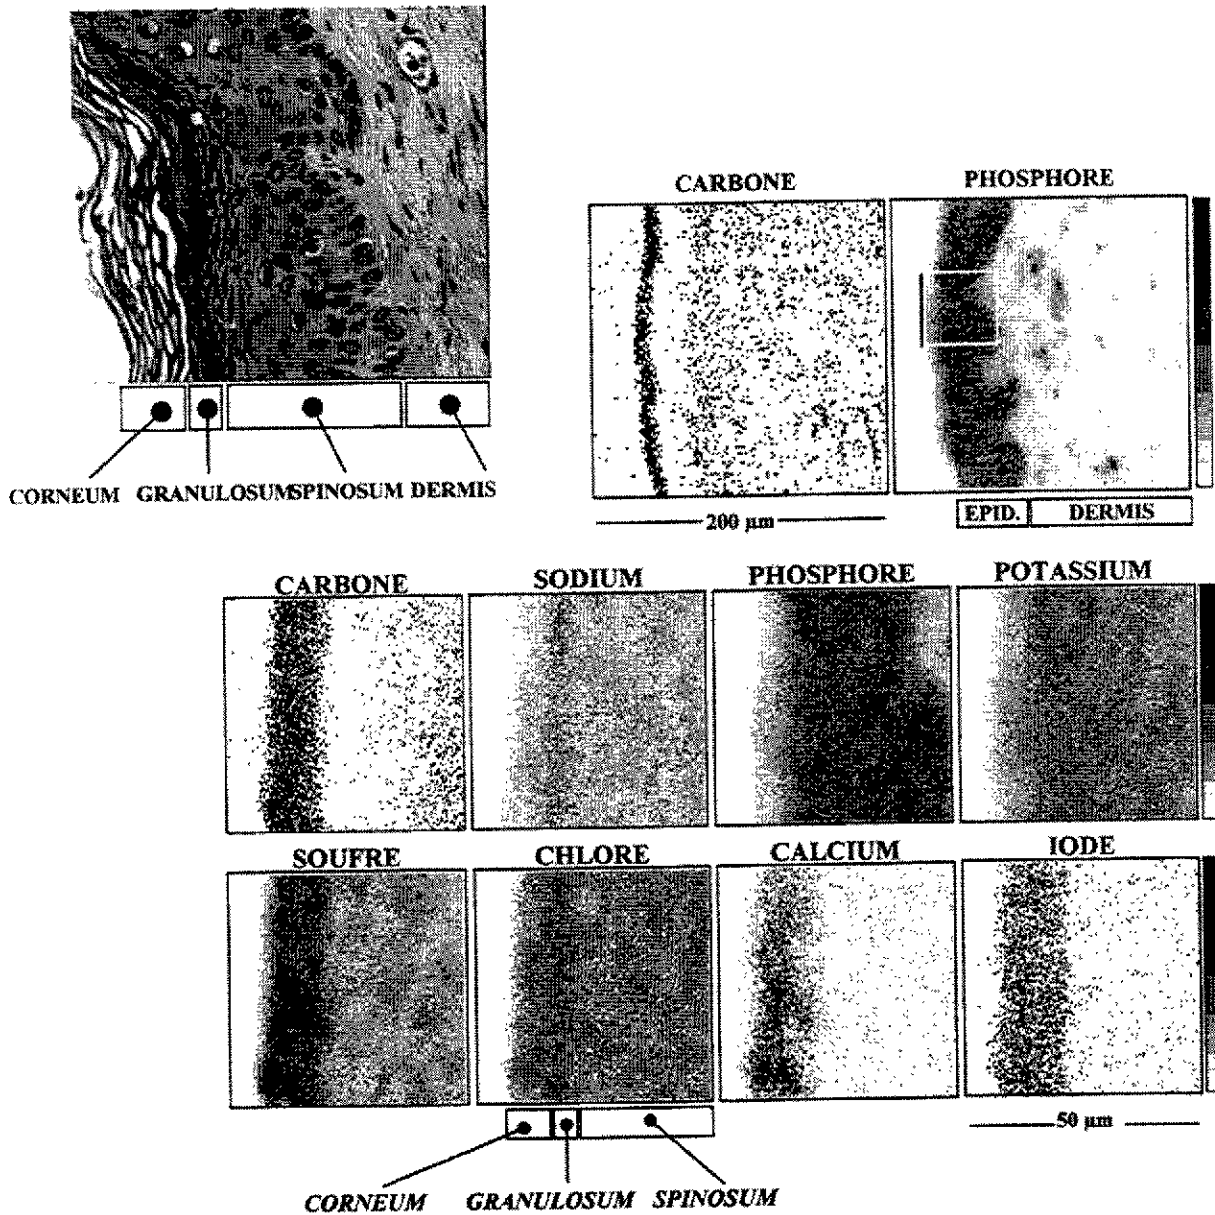 CORNEUM GRANULOSUM SPINOSUM DERMIS
CARBONE PHOSPHORE
200 µm
EPID. DERMIS
CARBONE SODIUM PHOSPHORE POTASSIUM
SOUFRE CHLORE CALCIUM IODE
50 µm
CORNEUM GRANULOSUM SPINOSUM